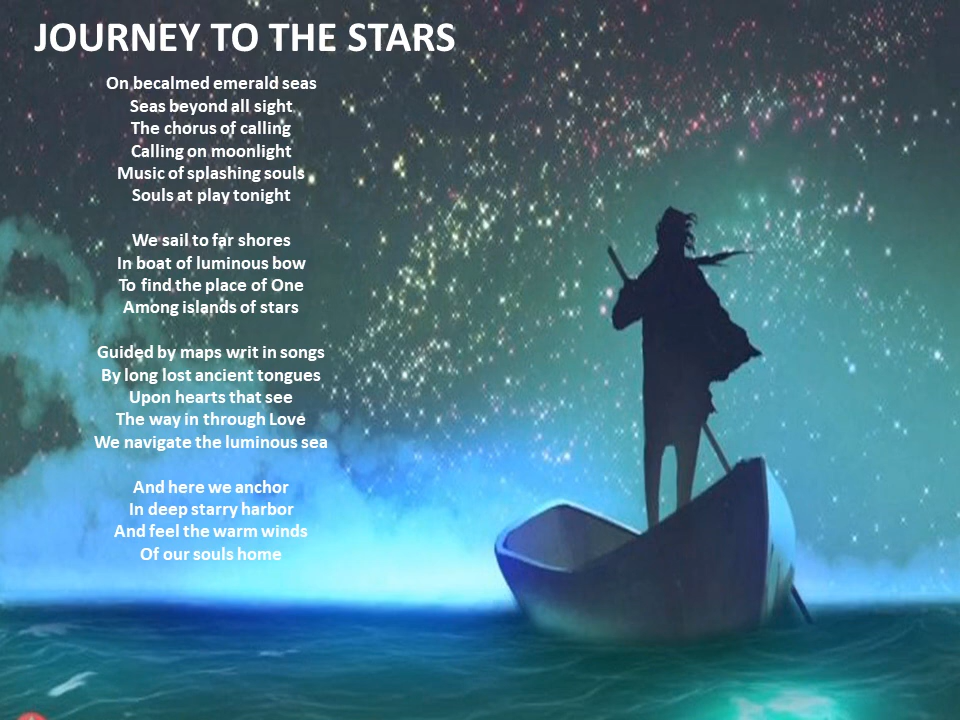 JOURNEY TO THE STARS
On becalmed emerald seas
Seas beyond all sight
The chorus of calling
Calling on moonlight
Music of splashing souls
Souls at play tonight
We sail to far shores
In boat of luminous bow
To find the place of One
Among islands of stars
Guided by maps writ in songs
By long lost ancient tongues
Upon hearts that see
The way in through Love
We navigate the luminous sea
And here we anchor
In deep starry harbor
And feel the warm winds
Of our souls home